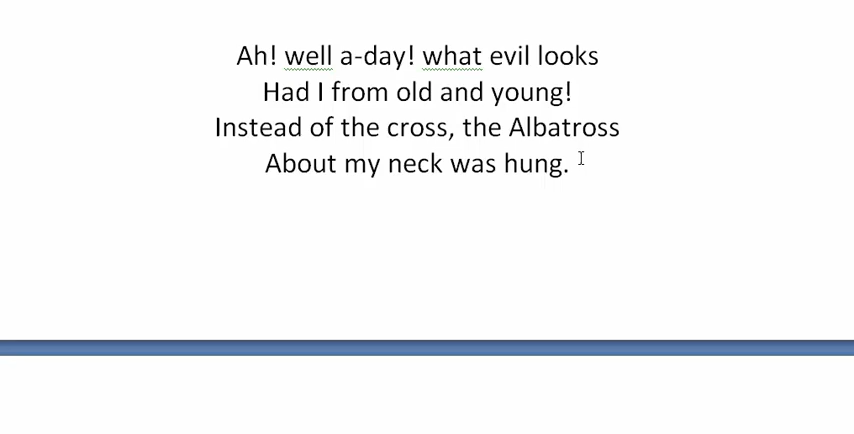 Ah! well a-day! what evil looks
Had I from old and young!
Instead of the cross, the Albatross
About my neck was hung.